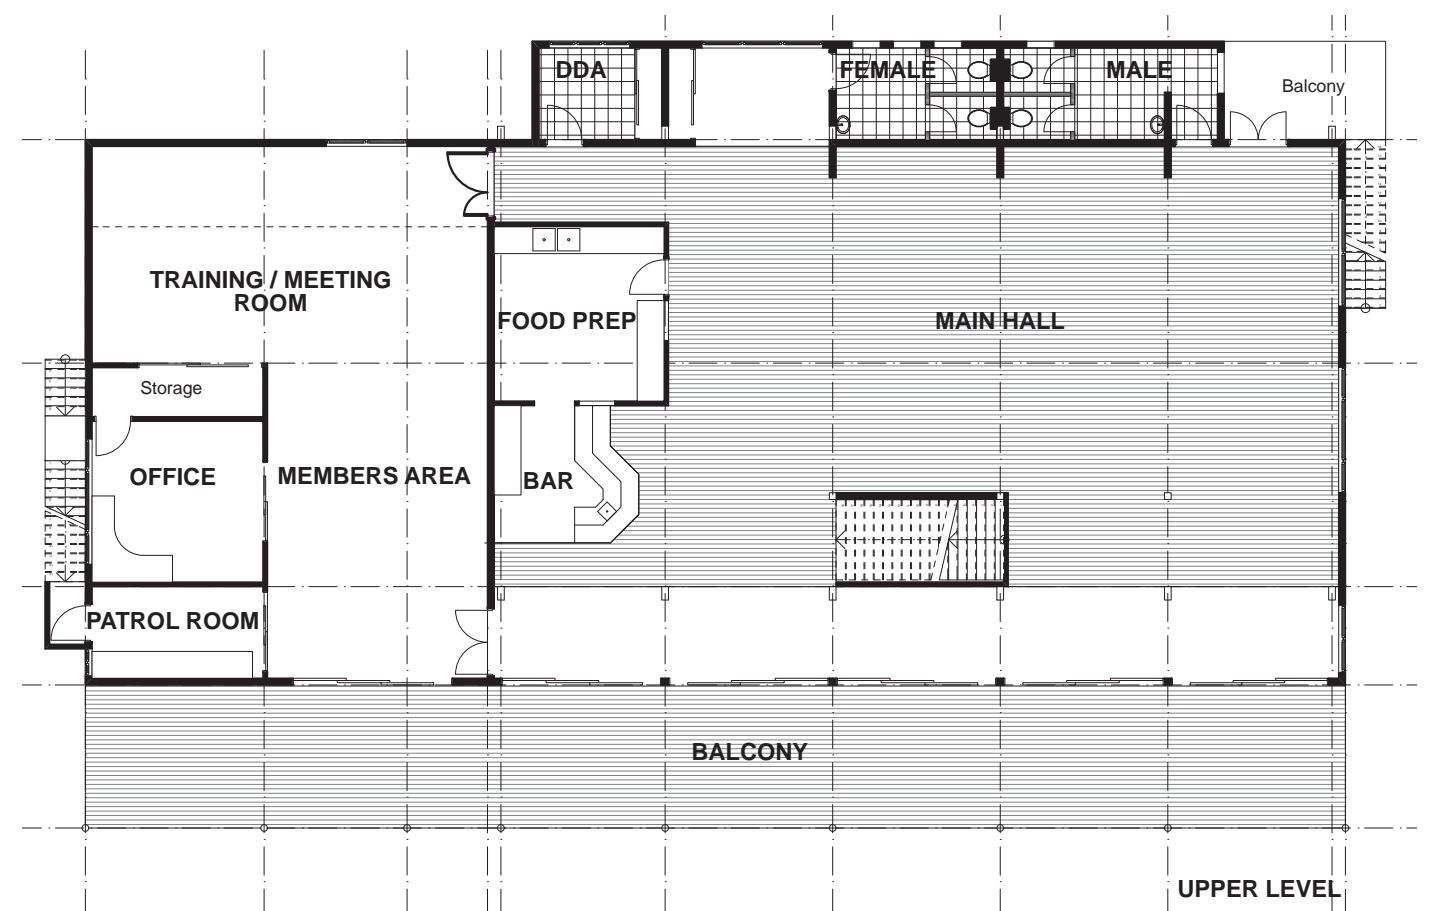 DDA
FEMALE
MALE
Balcony
TRAINING / MEETING
ROOM
FOOD PREP
MAIN HALL
Storage
OFFICE
MEMBERS AREA
BAR
PATROL ROOM
BALCONY
UPPER LEVEL